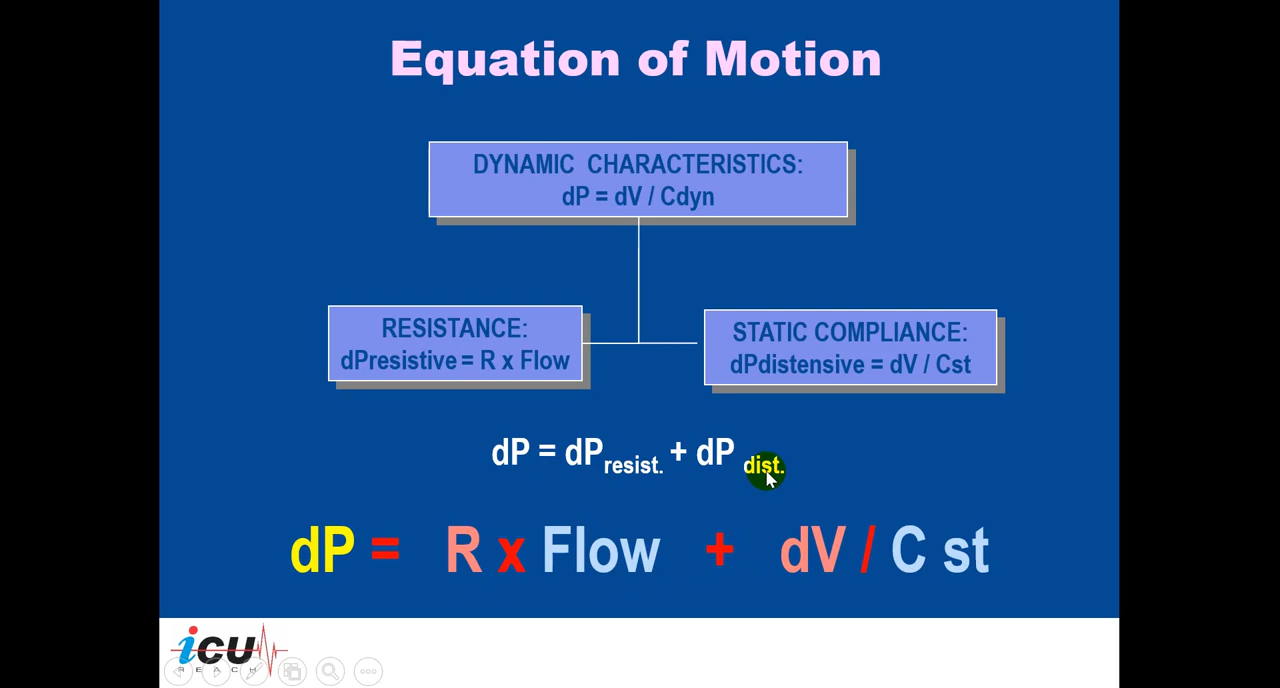 Equation of Motion
DYNAMIC CHARACTERISTICS:
dP = dV / Cdyn
RESISTANCE:
dPresistive = R x Flow
STATIC COMPLIANCE:
dPdistensive = dV / Cst
dP = dPresist. + dP dist.
dP = R x Flow + dV / C st
icu
REACH